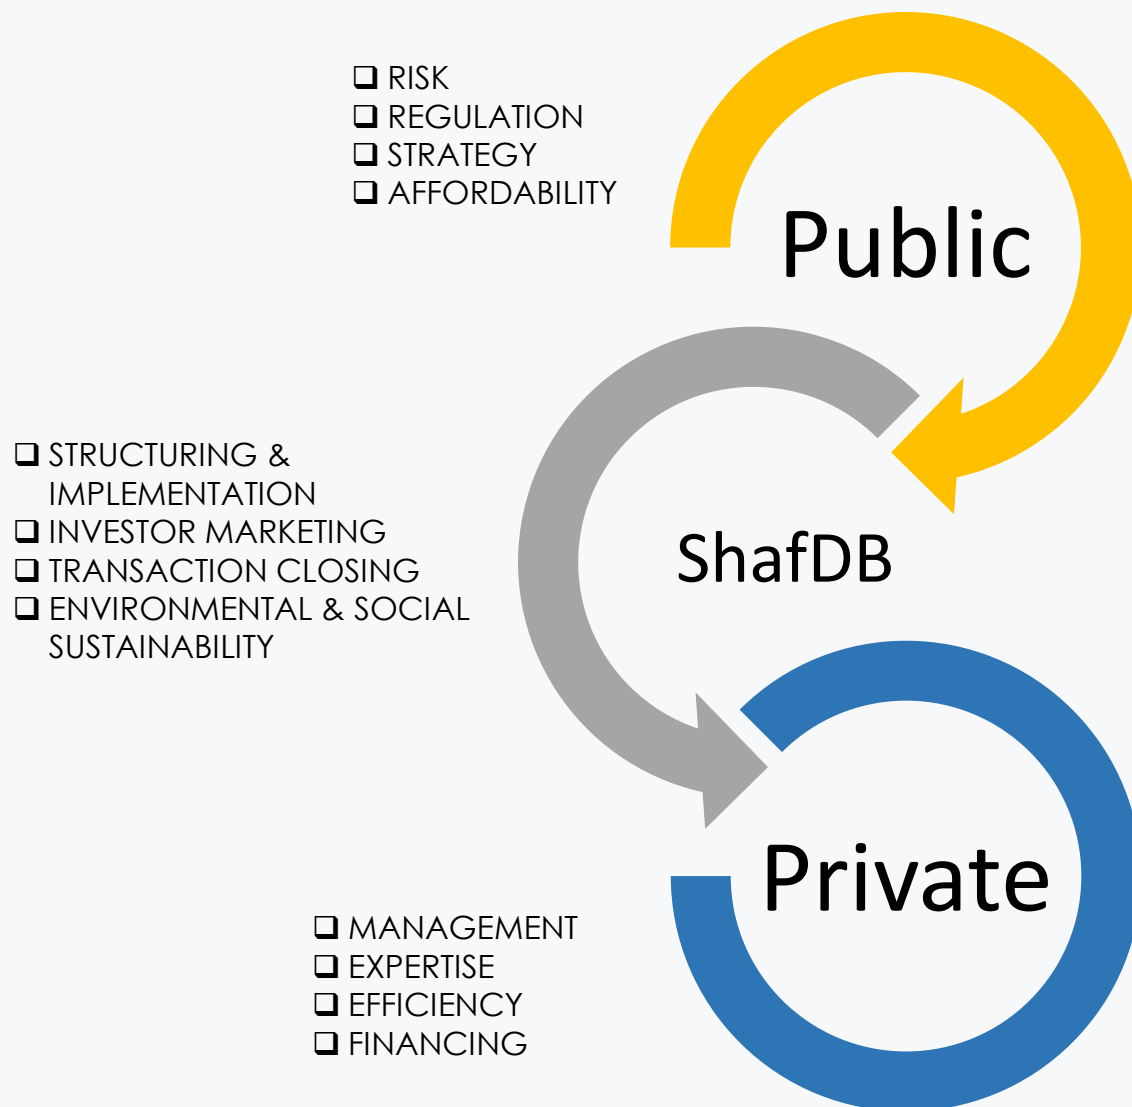 ❑ RISK
❑ REGULATION
❑ STRATEGY
❑ AFFORDABILITY
Public
❑ STRUCTURING &
IMPLEMENTATION
❑ INVESTOR MARKETING
❑ TRANSACTION CLOSING
❑ ENVIRONMENTAL & SOCIAL
SUSTAINABILITY
ShafDB
Private
❑ MANAGEMENT
❑ EXPERTISE
❑ EFFICIENCY
❑ FINANCING